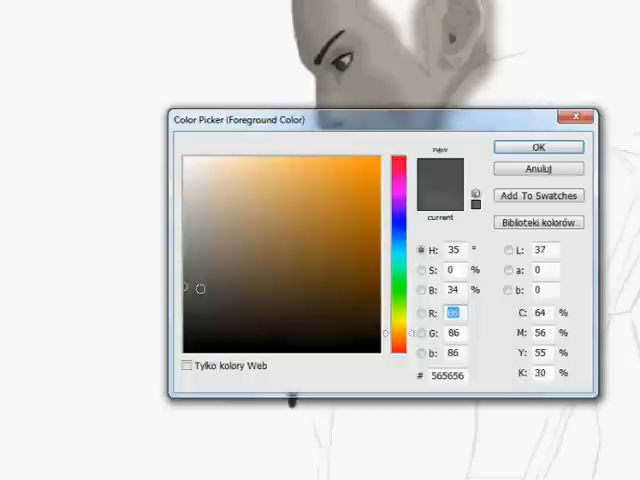 Color Picker (Foreground Color)
new
current
OK
Anuluj
Add To Swatches
Biblioteki kolorów
H: 35 °
S: 0 %
B: 34 %
R: 86
G: 86
b: 86
# 565656
L: 37
a: 0
b: 0
C: 64 %
M: 56 %
Y: 55 %
K: 30 %
Tylko kolory Web